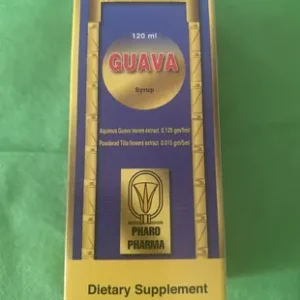 120 ml
GUAVA
Syrup
Aqueous Guava leaves extract 0.125 gm/5ml
Powdered Tilia flowers extract 0.015 gm/5ml
PHARO
PHARMA
Dietary Supplement